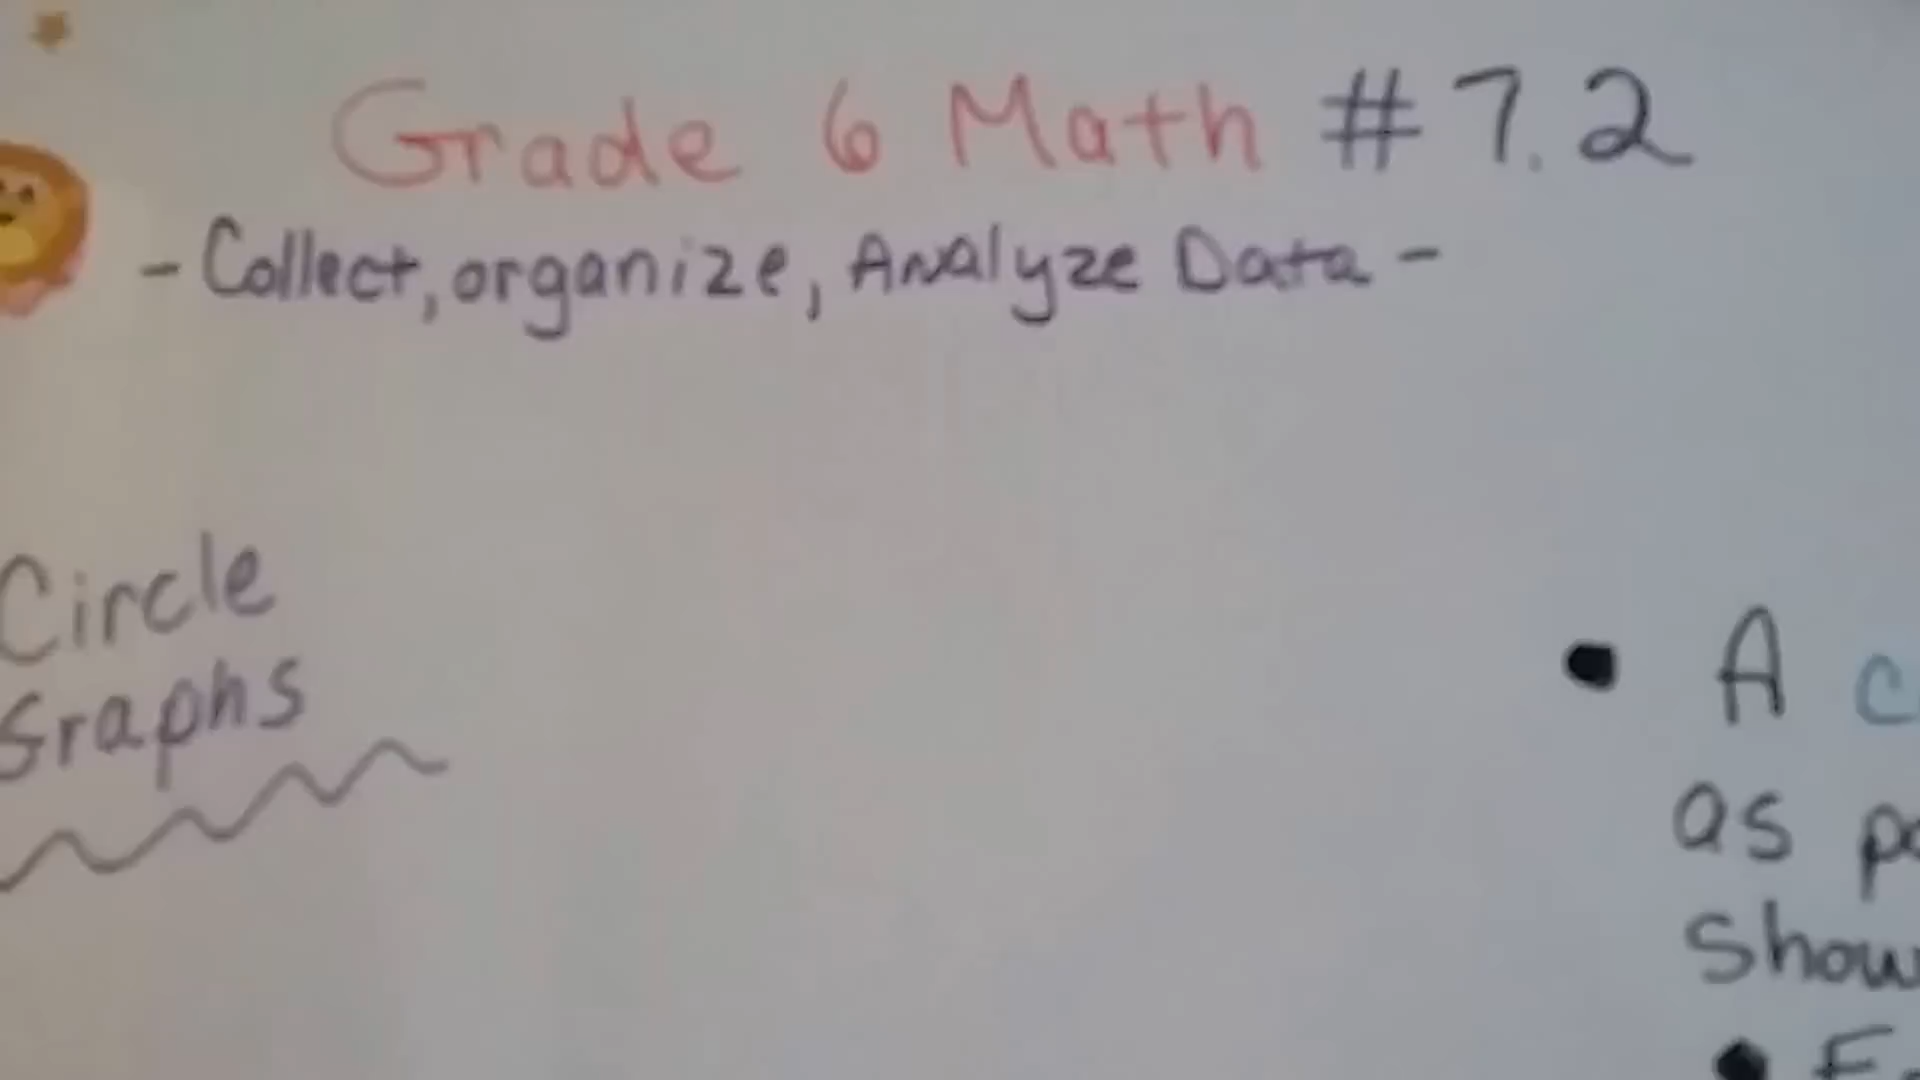 Grade 6 Math #7.2
- Collect, organize, Analyze Data -
Circle
Graphs
A
as
show